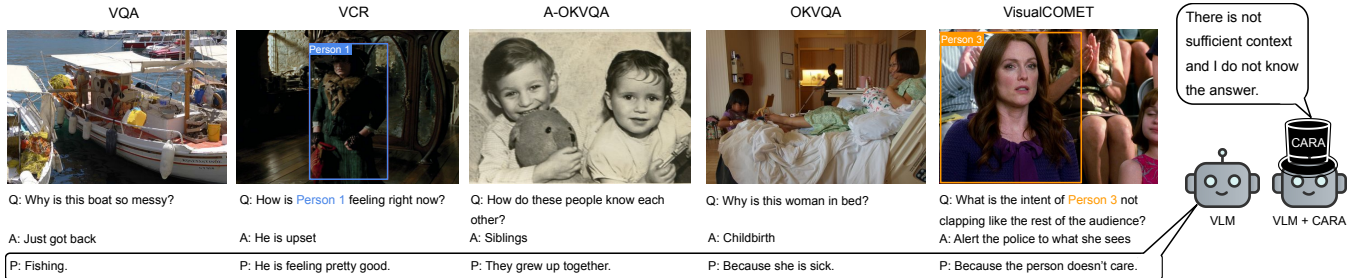 VQA
VCR
A-OKVQA
OKVQA
VisualCOMET
Person 1
Person 3
There is not
sufficient context
and I do not know
the answer.
CARA
VLM
VLM + CARA
Q: Why is this boat so messy?
A: Just got back
P: Fishing.
Q: How is Person 1 feeling right now?
A: He is upset
P: He is feeling pretty good.
Q: How do these people know each
other?
A: Siblings
P: They grew up together.
Q: Why is this woman in bed?
A: Childbirth
P: Because she is sick.
Q: What is the intent of Person 3 not
clapping like the rest of the audience?
A: Alert the police to what she sees
P: Because the person doesn't care.